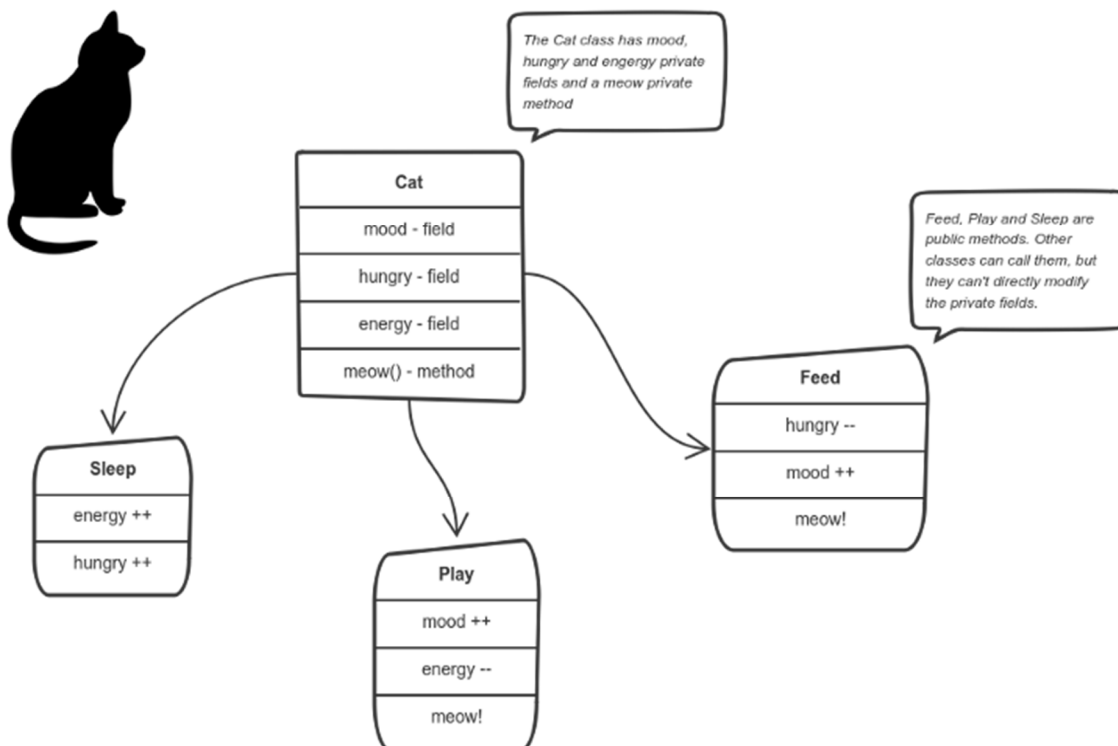 The Cat class has mood,
hungry and engergy private
fields and a meow private
method
Cat
mood - field
hungry - field
energy - field
meow() - method
Feed, Play and Sleep are
public methods. Other
classes can call them, but
they can't directly modify
the private fields.
Feed
hungry --
mood ++
meow!
Sleep
energy ++
hungry ++
Play
mood ++
energy --
meow!